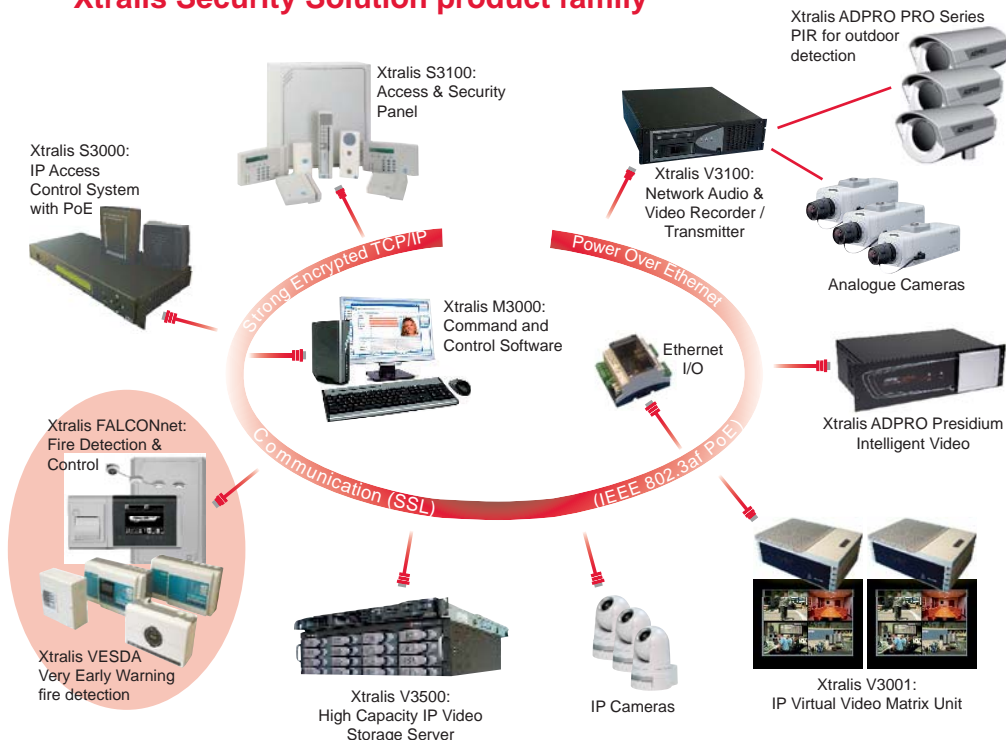 Xtralis Security Solution product family
Xtralis ADPRO PRO Series
PIR for outdoor
detection
Xtralis S3100:
Access & Security
Panel
Xtralis S3000:
IP Access
Control System
with PoE
Xtralis V3100:
Network Audio &
Video Recorder /
Transmitter
Analogue Cameras
Strong Encrypted TCP/IP
Power Over Ethernet
Xtralis M3000:
Command and
Control Software
Ethernet
I/O
Xtralis ADPRO Presidium
Intelligent Video
Xtralis FALCONnet:
Fire Detection &
Control
Communication (SSL)
(IEEE 802.3af PoE)
Xtralis VESDA
Very Early Warning
fire detection
Xtralis V3500:
High Capacity IP Video
Storage Server
IP Cameras
Xtralis V3001:
IP Virtual Video Matrix Unit